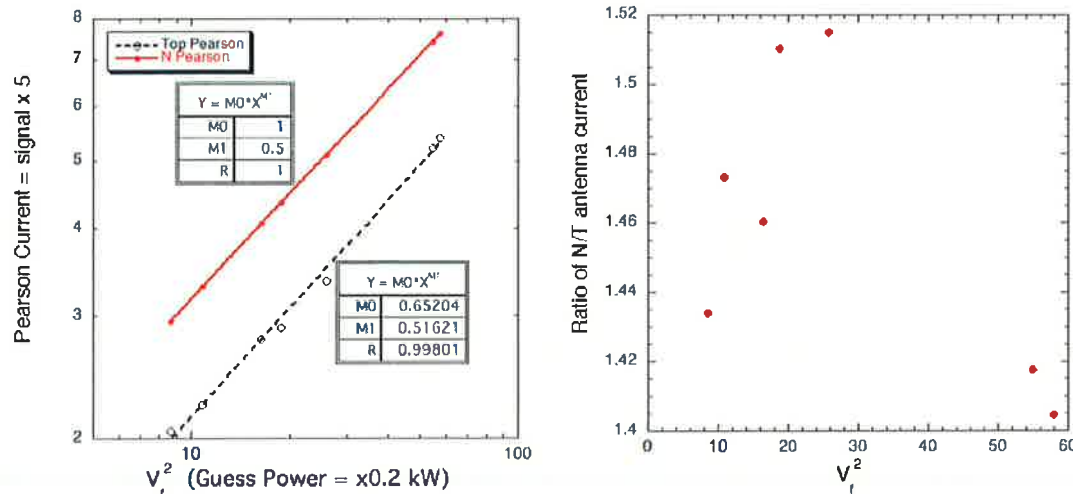 8
7
6
5
4
3
2
10
100
Pearson Current = signal x 5
Top Pearson
N Pearson
Y = M0*X^M1
M0 1
M1 0.5
R 1
Y = M0*X^M1
M0 0.65204
M1 0.51621
R 0.99801
V_f^2 (Guess Power = x0.2 kW)
1.52
1.5
1.48
1.46
1.44
1.42
1.4
0 10 20 30 40 50 60
Ratio of N/T antenna current
V_f^2